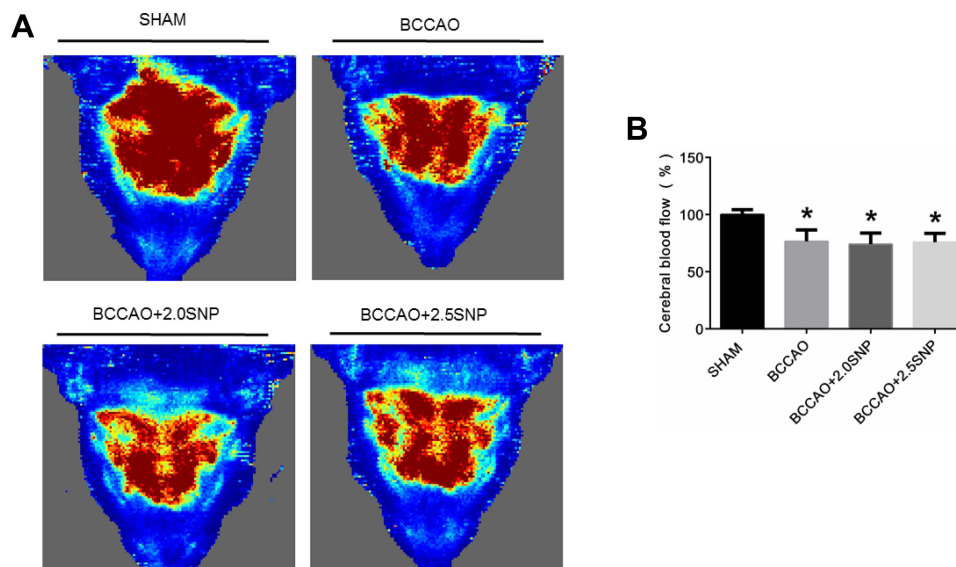 A
SHAM
BCCAO
BCCAO+2.0SNP
BCCAO+2.5SNP
B
Cerebral blood flow ( % )
150
100
50
0
* * *
SHAM
BCCAO
BCCAO+2.0SNP
BCCAO+2.5SNP